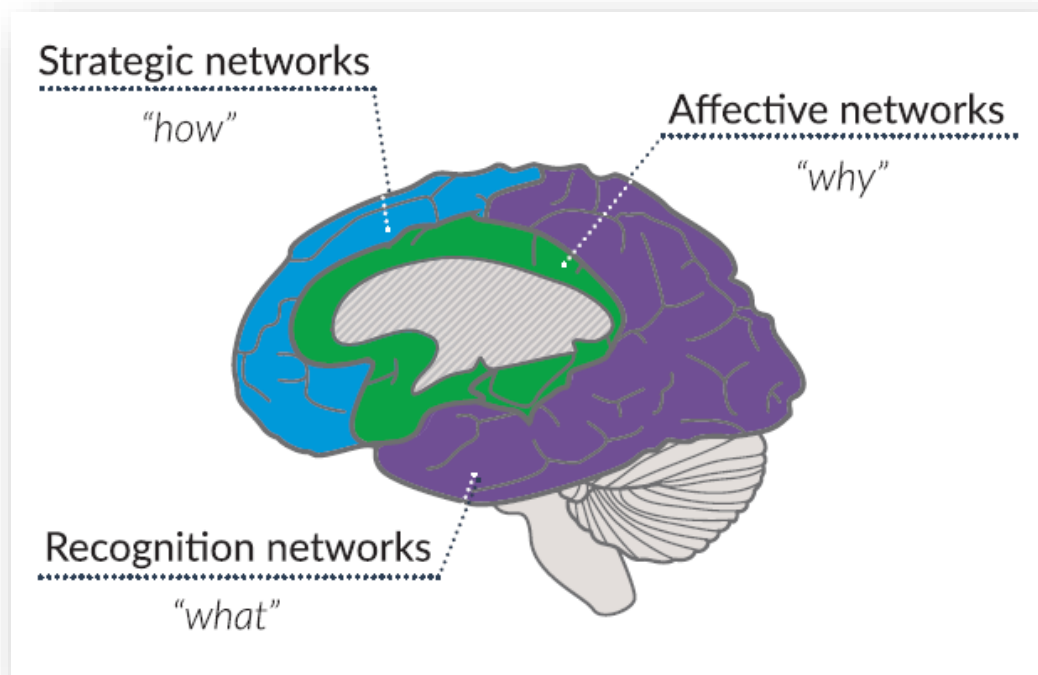 Strategic networks
“how”
Affective networks
“why”
Recognition networks
“what”